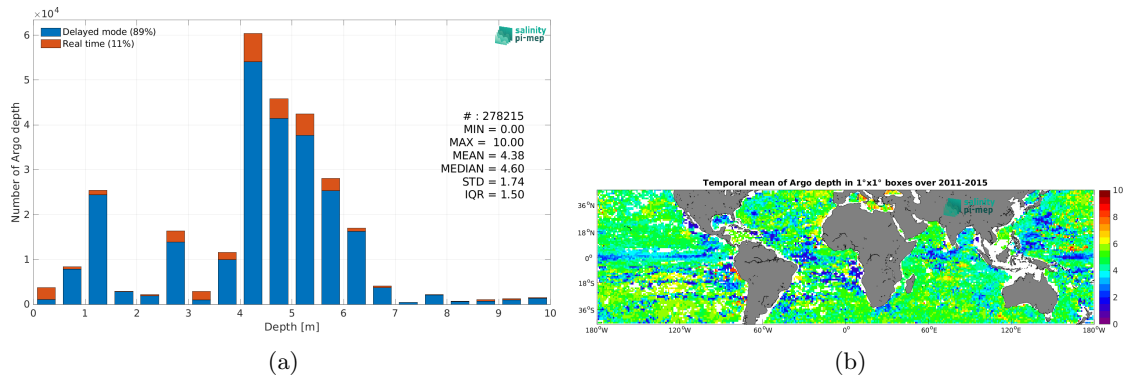 ×10⁴
Delayed mode (89%)
Real time (11%)
salinity
pi-mep
6
5
4
3
2
1
0
Number of Argo depth
# : 278215
MIN = 0.00
MAX = 10.00
MEAN = 4.38
MEDIAN = 4.60
STD = 1.74
IQR = 1.50
0 1 2 3 4 5 6 7 8 9 10
Depth [m]
(a)
Temporal mean of Argo depth in 1°x1° boxes over 2011-2015
salinity
pi-mep
36°N
18°N
0°
18°S
36°S
180°W 120°W 60°W 0° 60°E 120°E 180°W
10
8
6
4
2
0
(b)